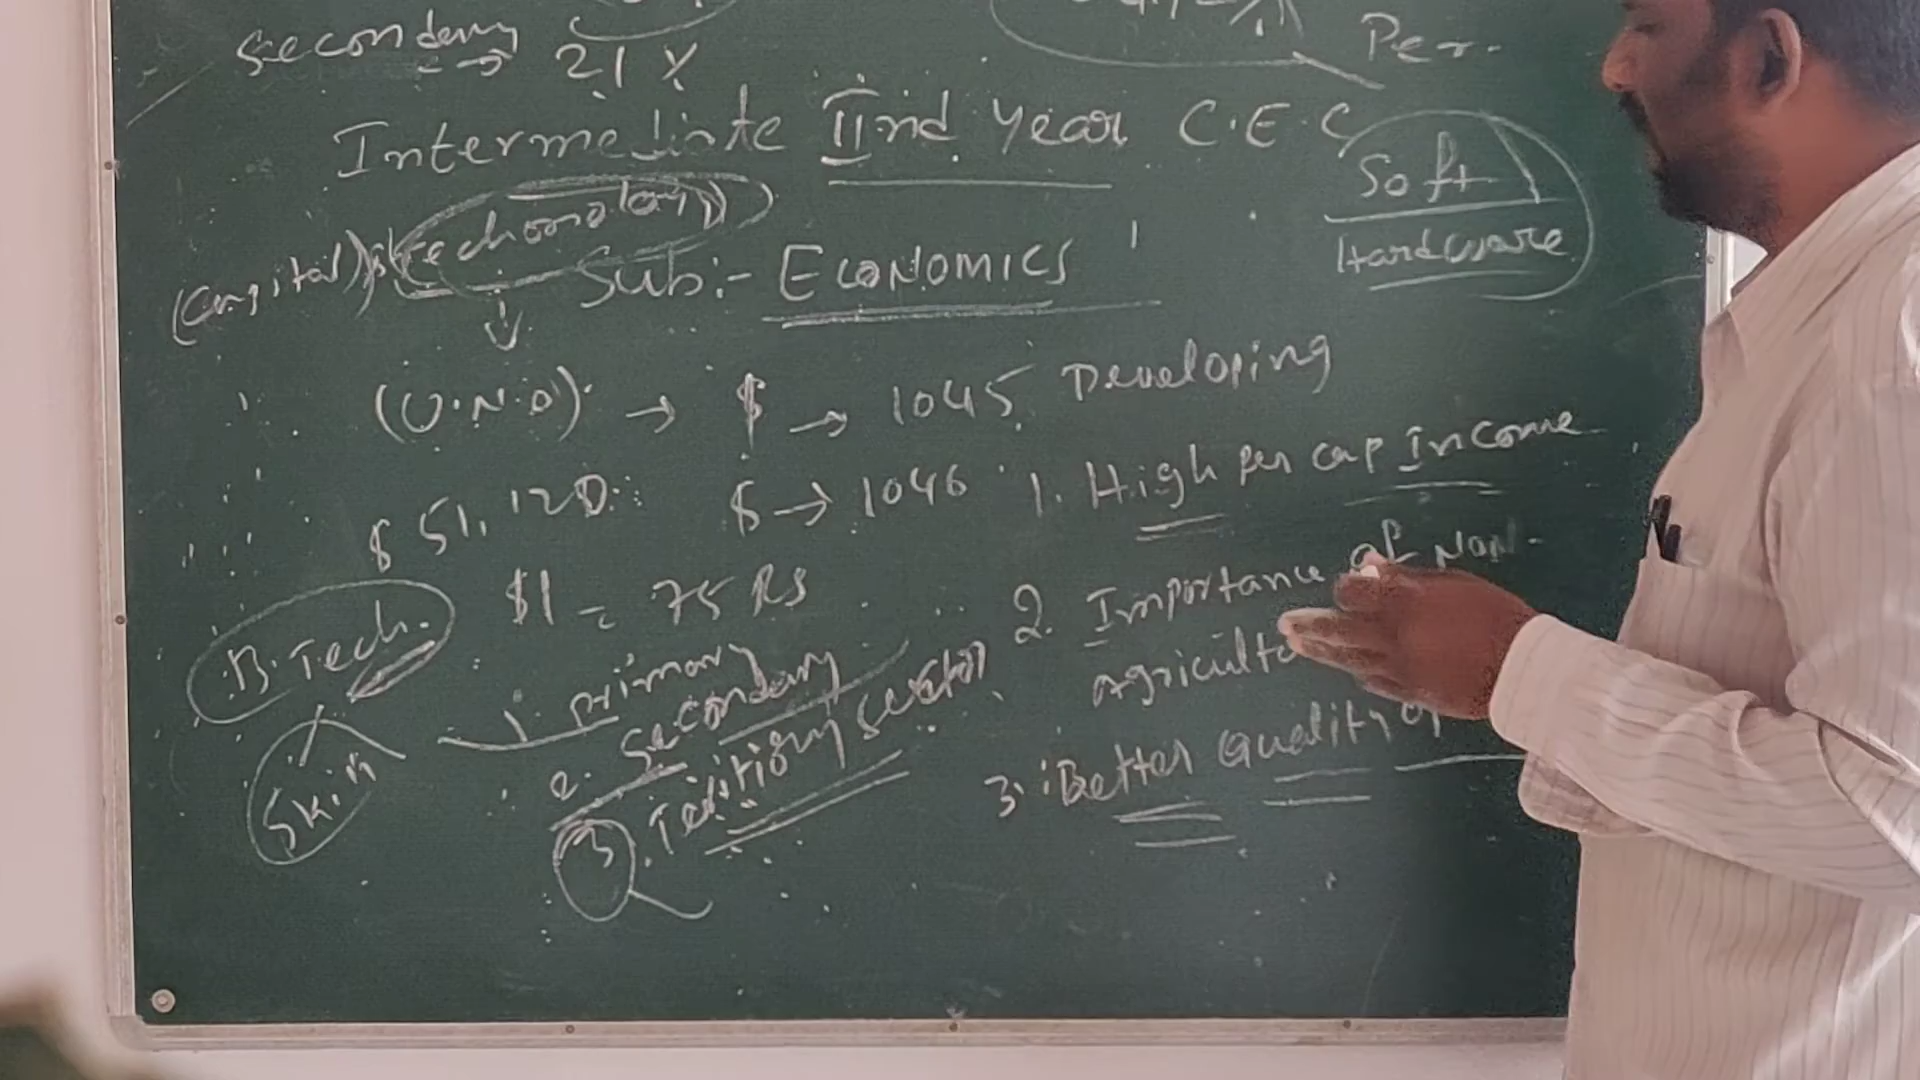 Secondary → 21 %
Per.
Intermediate IInd Year C.E.C
Soft
Hardware
(Capital) (Techonology)
Sub:- ECONOMICS
(U.N.O) → $ → 1045 Developing
$ 51,120 $ → 1046
1. High per cap Income
$1 = 75 RS
2. Importance of Non-
agricult
B.Tech.
Skill
1. Primary
2. Secondary
3. Teritiory sector
3. Better Quality of